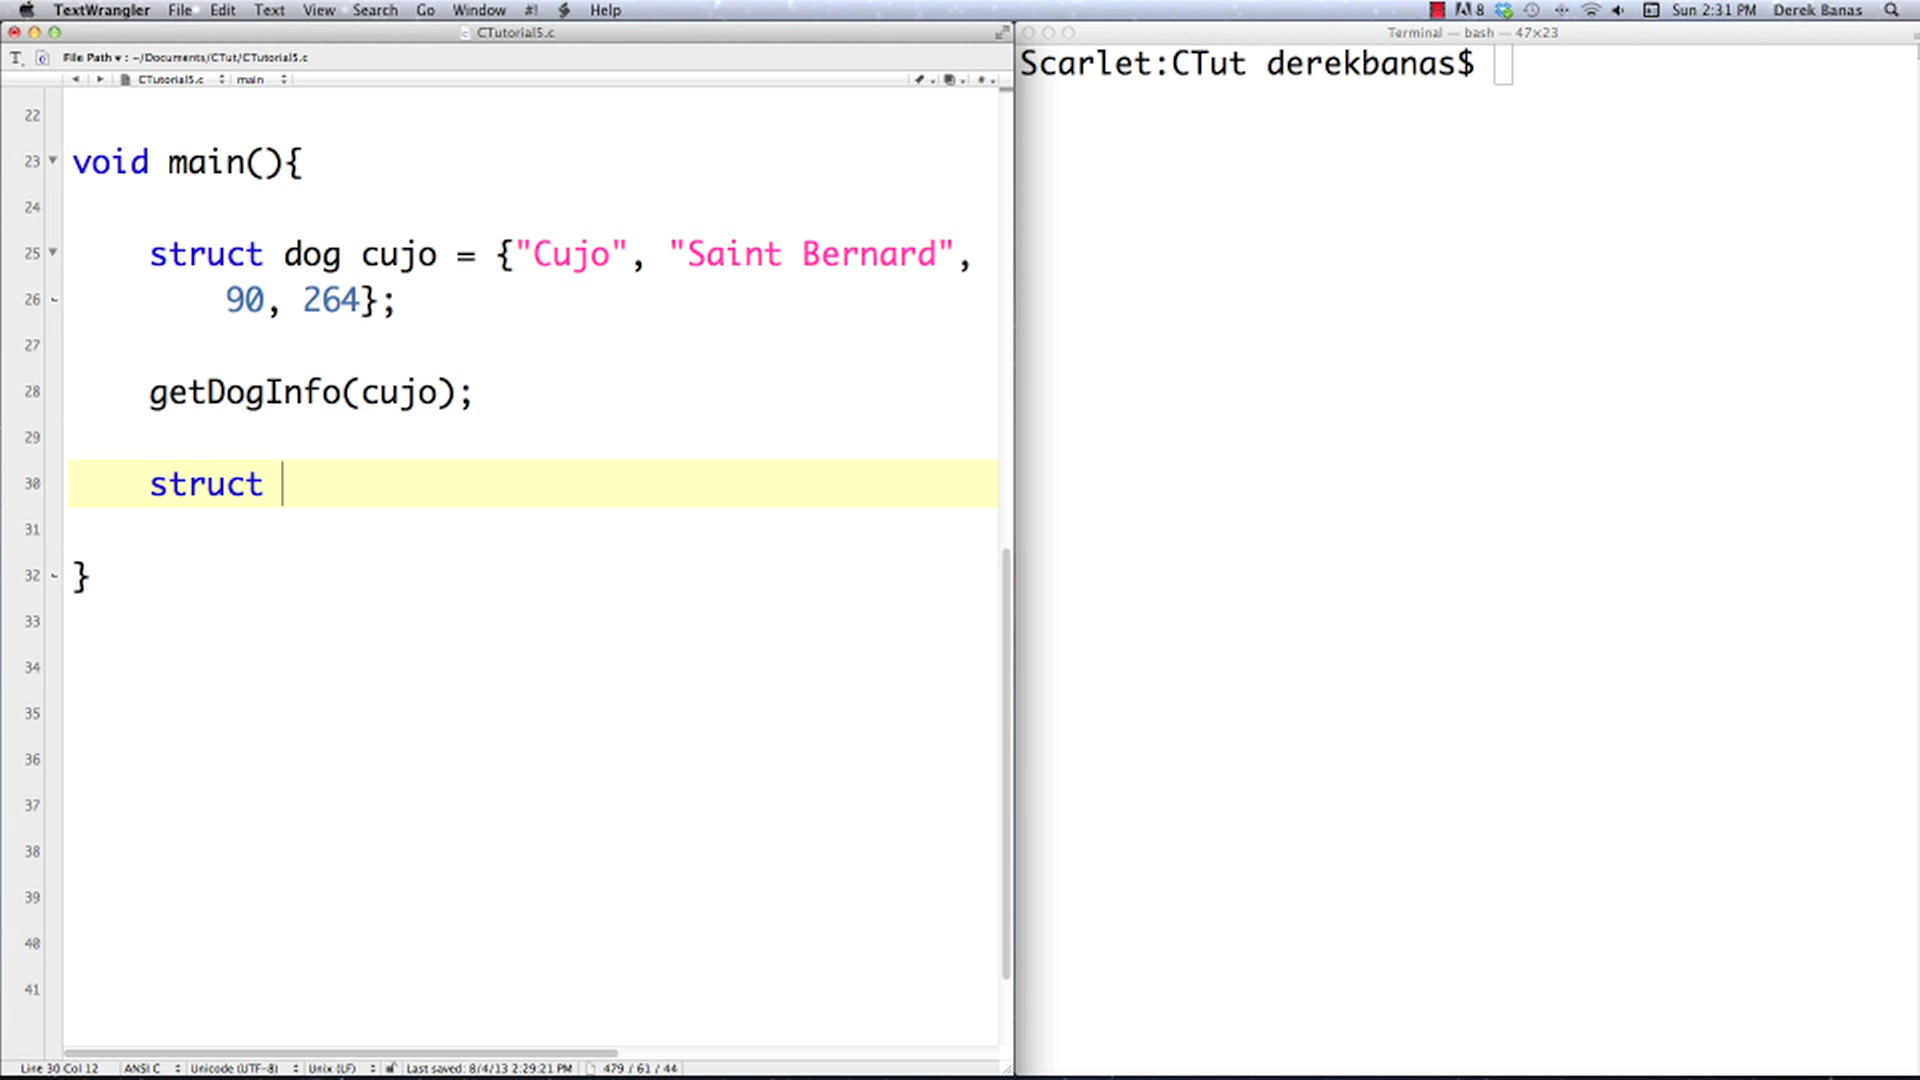 TextWrangler File Edit Text View Search Go Window #! Help
8 Sun 2:31 PM Derek Banas
CTutorial5.c
Terminal — bash — 47×23
File Path ▾ : ~/Documents/CTut/CTutorial5.c
CTutorial5.c main
Scarlet:CTut derekbanas$
22
23 void main(){
24
25 struct dog cujo = {"Cujo", "Saint Bernard",
26 90, 264};
27
28 getDogInfo(cujo);
29
30 struct
31
32 }
33
34
35
36
37
38
39
40
41
Line 30 Col 12 ANSI C Unicode (UTF-8) Unix (LF) Last saved: 8/4/13 2:29:21 PM 479 / 61 / 44